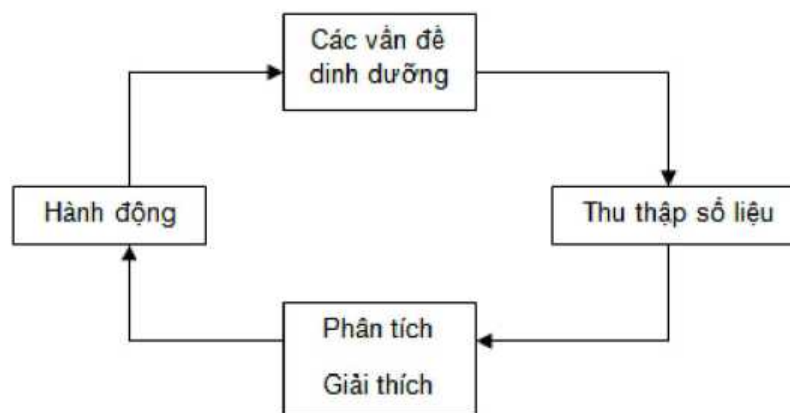 Các vấn đề
dinh dưỡng
Hành động
Thu thập số liệu
Phân tích
Giải thích